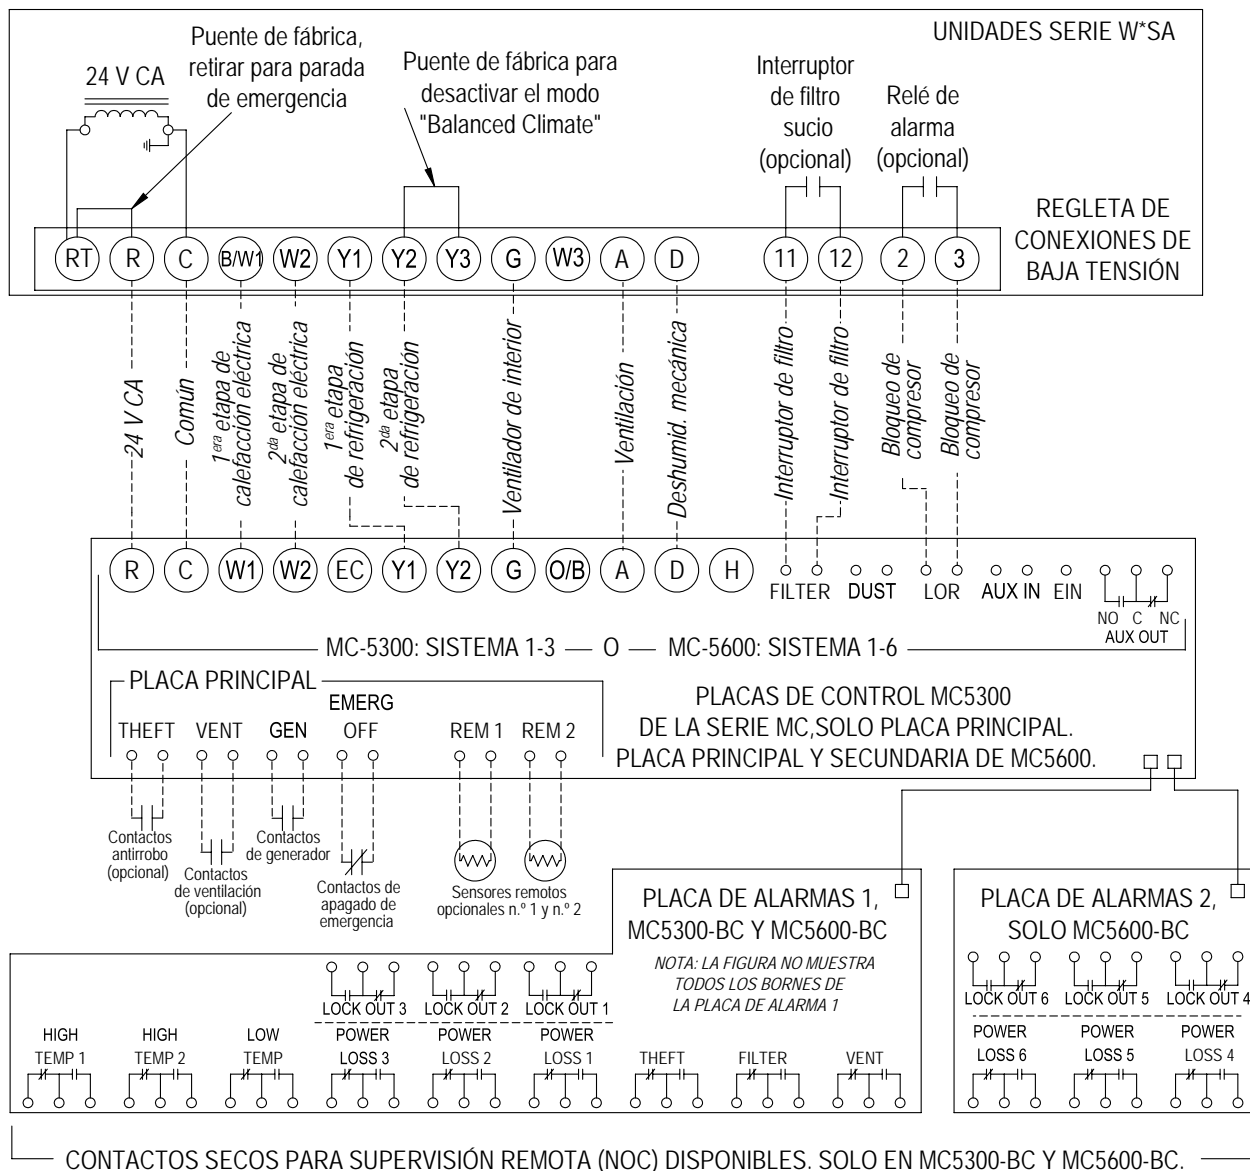 UNIDADES SERIE W*SA
Puente de fábrica,
retirar para parada
de emergencia
24 V CA
Puente de fábrica para
desactivar el modo
"Balanced Climate"
Interruptor
de filtro
sucio
(opcional)
Relé de
alarma
(opcional)
REGLETA DE
CONEXIONES DE
BAJA TENSIÓN
RT R C B/W1 W2 Y1 Y2 Y3 G W3 A D 11 12 2 3
24 V CA
Común
1era etapa de
calefacción eléctrica
2da etapa de
calefacción eléctrica
1era etapa
de refrigeración
2da etapa
de refrigeración
Ventilador de interior
Ventilación
Deshumid. mecánica
Interruptor de filtro
Interruptor de filtro
Bloqueo de
compresor
Bloqueo de
compresor
R C W1 W2 EC Y1 Y2 G O/B A D H
FILTER DUST LOR AUX IN EIN
NO C NC
AUX OUT
MC-5300: SISTEMA 1-3 — O — MC-5600: SISTEMA 1-6
PLACA PRINCIPAL
THEFT VENT GEN EMERG
OFF
REM 1 REM 2
PLACAS DE CONTROL MC5300
DE LA SERIE MC,SOLO PLACA PRINCIPAL.
PLACA PRINCIPAL Y SECUNDARIA DE MC5600.
Contactos
antirrobo
(opcional)
Contactos
de ventilación
(opcional)
Contactos
de generador
Contactos de
apagado de
emergencia
Sensores remotos
opcionales n.º 1 y n.º 2
PLACA DE ALARMAS 1,
MC5300-BC Y MC5600-BC
NOTA: LA FIGURA NO MUESTRA
TODOS LOS BORNES DE
LA PLACA DE ALARMA 1
LOCK OUT 3 LOCK OUT 2 LOCK OUT 1
HIGH
TEMP 1
HIGH
TEMP 2
LOW
TEMP
POWER
LOSS 3
POWER
LOSS 2
POWER
LOSS 1
THEFT
FILTER
VENT
PLACA DE ALARMAS 2,
SOLO MC5600-BC
LOCK OUT 6 LOCK OUT 5 LOCK OUT 4
POWER
LOSS 6
POWER
LOSS 5
POWER
LOSS 4
CONTACTOS SECOS PARA SUPERVISIÓN REMOTA (NOC) DISPONIBLES. SOLO EN MC5300-BC Y MC5600-BC.